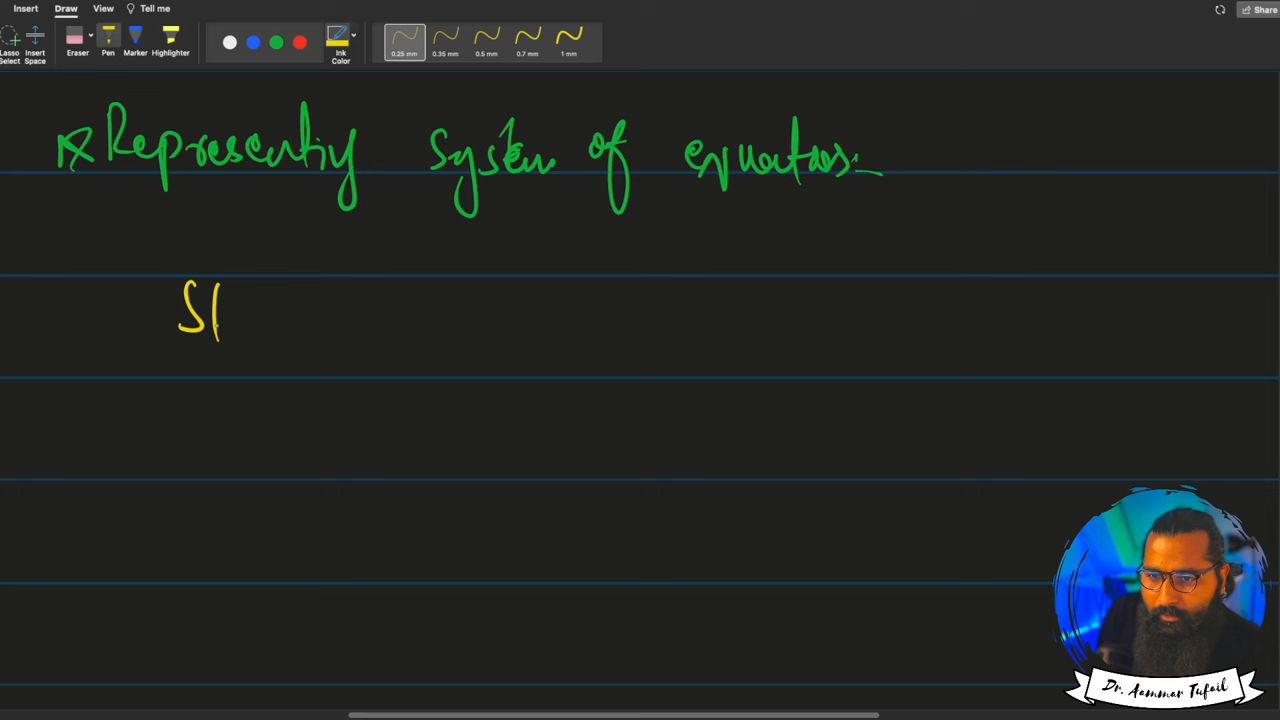 Insert Draw View Tell me
Share
Lasso Select
Insert Space
Eraser
Pen
Marker
Highlighter
Ink Color
0.25 mm
0.35 mm
0.5 mm
0.7 mm
1 mm
Representing System of equations:
Dr. Aammar Tufail